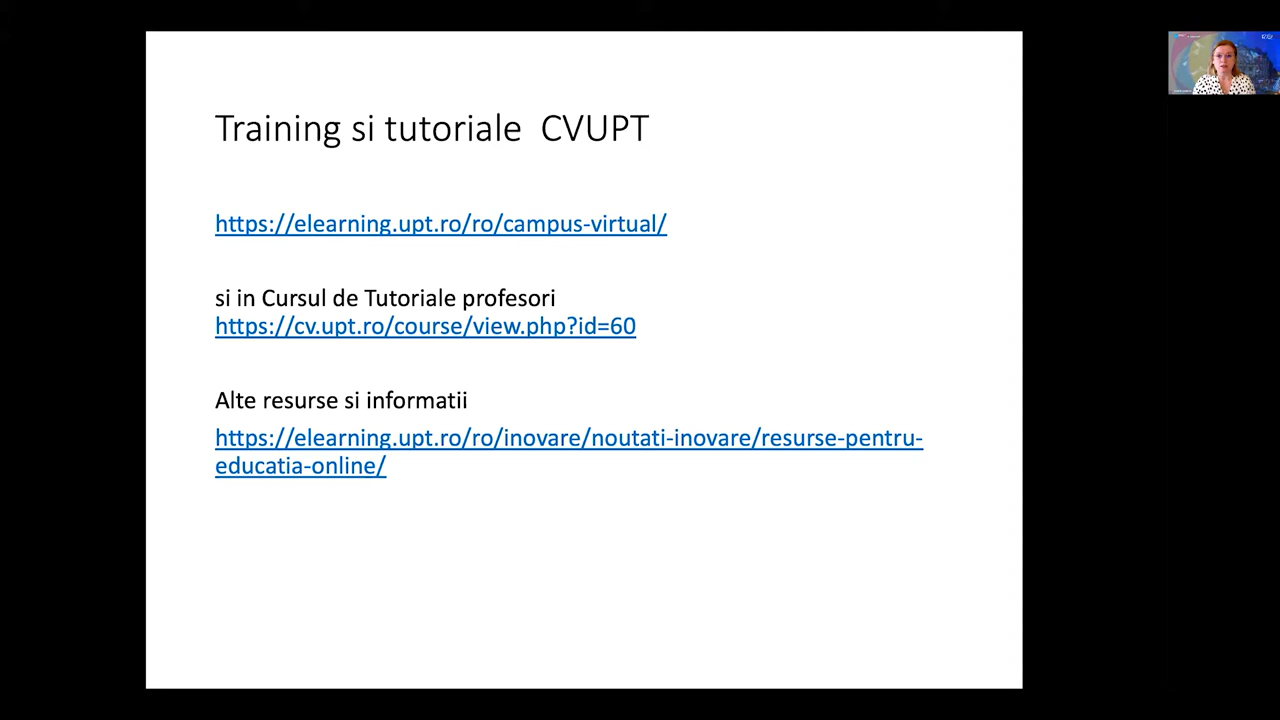 Training si tutoriale CVUPT
https://elearning.upt.ro/ro/campus-virtual/
si in Cursul de Tutoriale profesori
https://cv.upt.ro/course/view.php?id=60
Alte resurse si informatii
https://elearning.upt.ro/ro/inovare/noutati-inovare/resurse-pentru-
educatia-online/